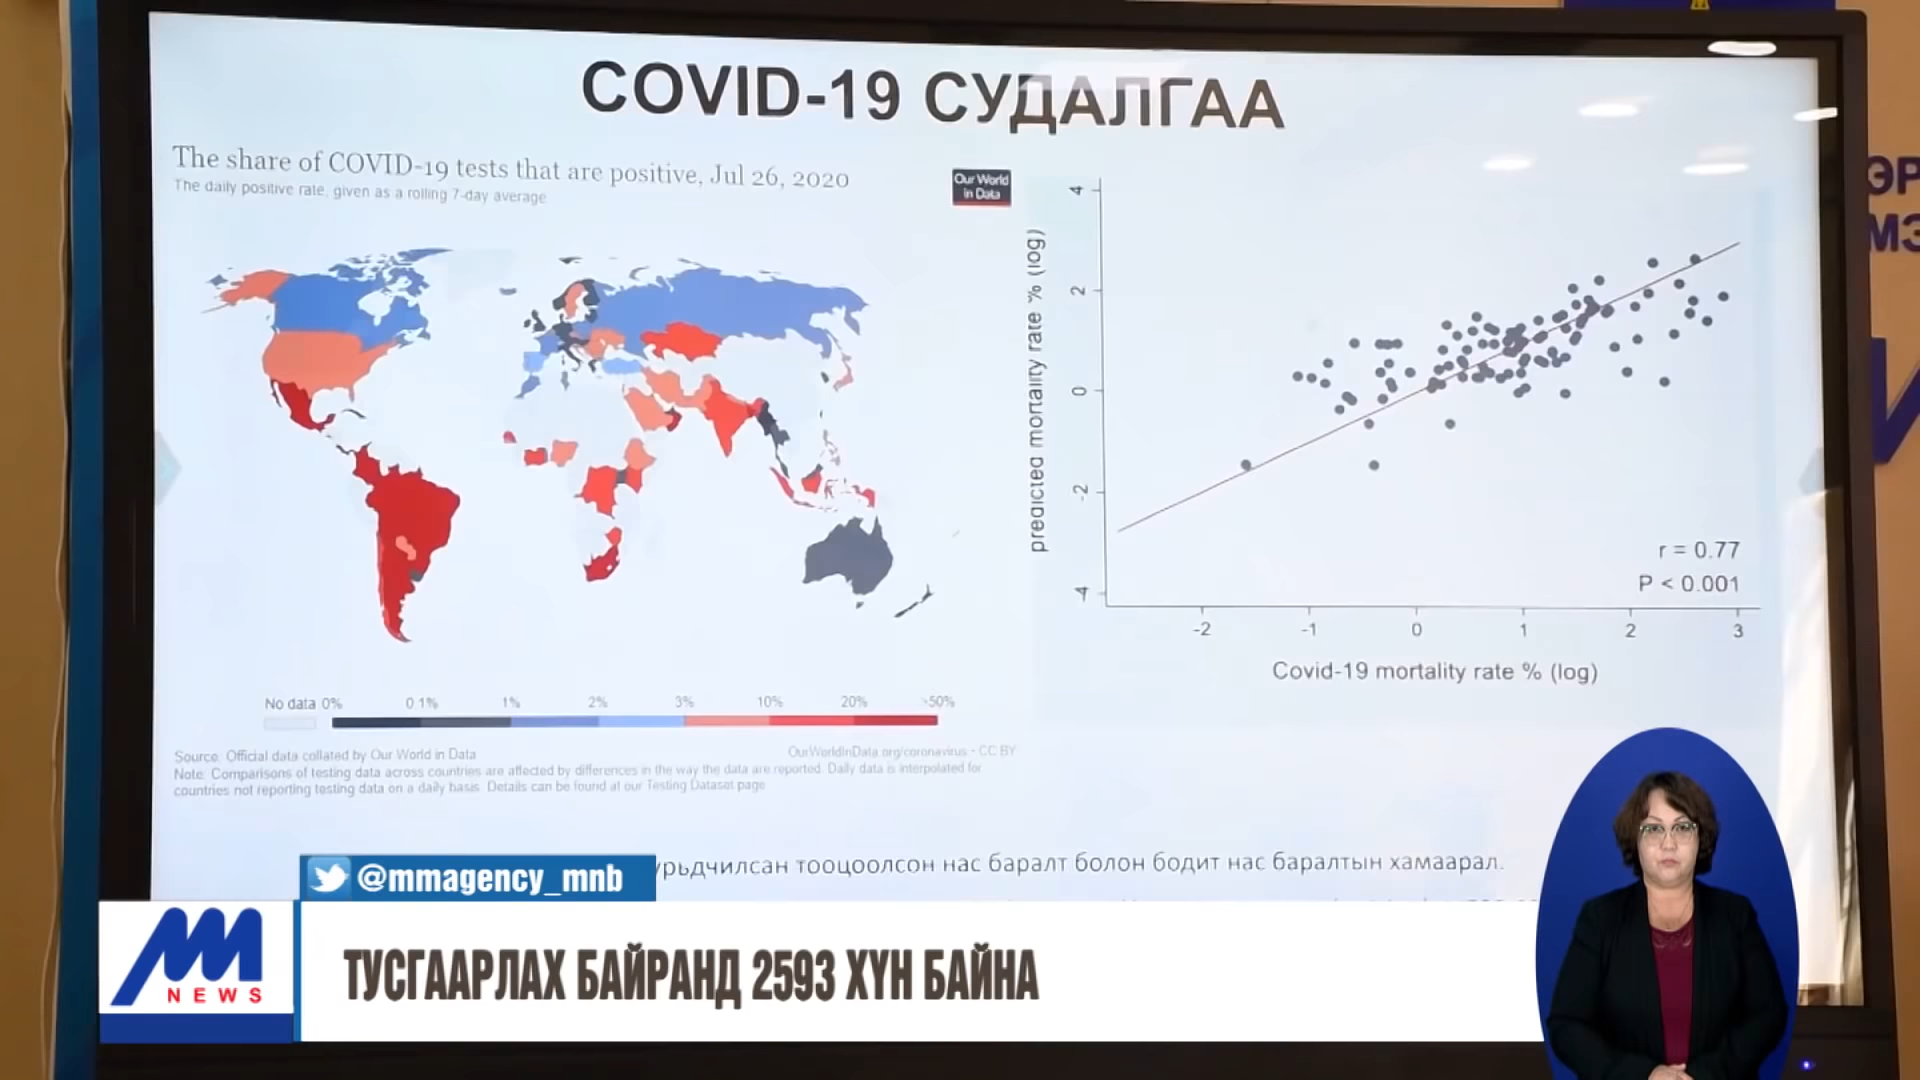 COVID-19 СУДАЛГАА
The share of COVID-19 tests that are positive, Jul 26, 2020
The daily positive rate, given as a rolling 7-day average
Our World
in Data
No data 0% 0.1% 1% 2% 3% 10% 20% >50%
Source: Official data collated by Our World in Data
OurWorldInData.org/coronavirus • CC BY
Note: Comparisons of testing data across countries are affected by differences in the way the data are reported. Daily data is interpolated for
countries not reporting testing data on a daily basis. Details can be found at our Testing Dataset page
predicted mortality rate % (log)
4
2
0
-2
-4
r = 0.77
P < 0.001
-2 -1 0 1 2 3
Covid-19 mortality rate % (log)
ЭР
МЭ
тооцоолсон нас баралт болон бодит нас баралтын хамаарал.
@mmagency_mnb
MM
NEWS
ТУСГААРЛАХ БАЙРАНД 2593 ХҮН БАЙНА